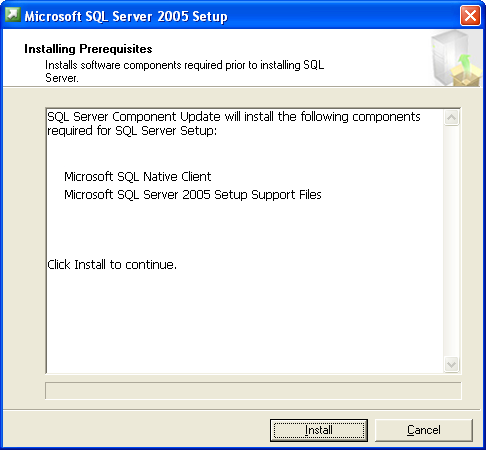 Microsoft SQL Server 2005 Setup
Installing Prerequisites
Installs software components required prior to installing SQL
Server.
SQL Server Component Update will install the following components
required for SQL Server Setup:
Microsoft SQL Native Client
Microsoft SQL Server 2005 Setup Support Files
Click Install to continue.
Install
Cancel